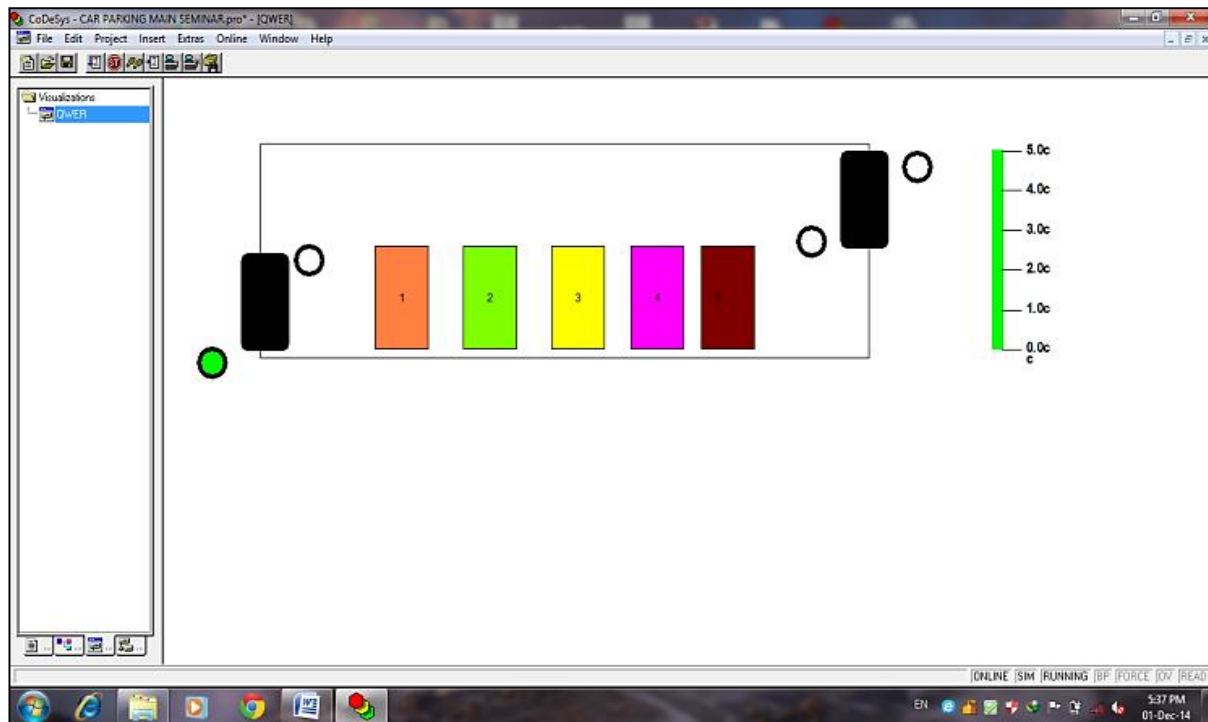 CoDeSys - CAR PARKING MAIN SEMINAR.pro* - [QWER]
File Edit Project Insert Extras Online Window Help
Visualizations
QWER
1
2
3
4
5
5.0c
4.0c
3.0c
2.0c
1.0c
0.0c
c
ONLINE SIM RUNNING BP FORCE OV READ
EN
5:37 PM
01-Dec-14